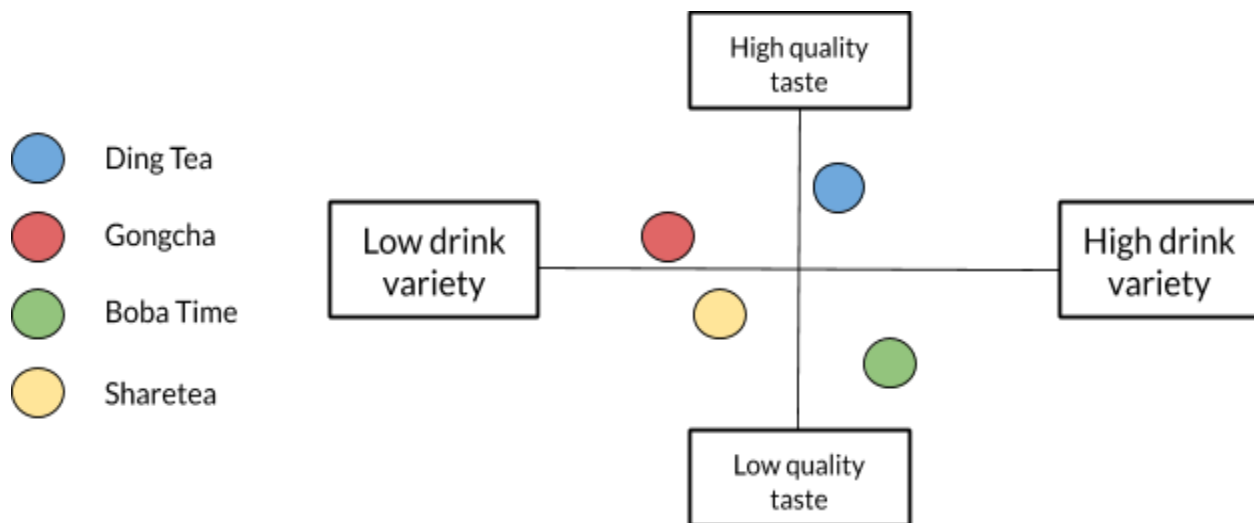 High quality
taste
Ding Tea
Gongcha
Boba Time
Sharetea
Low drink
variety
High drink
variety
Low quality
taste